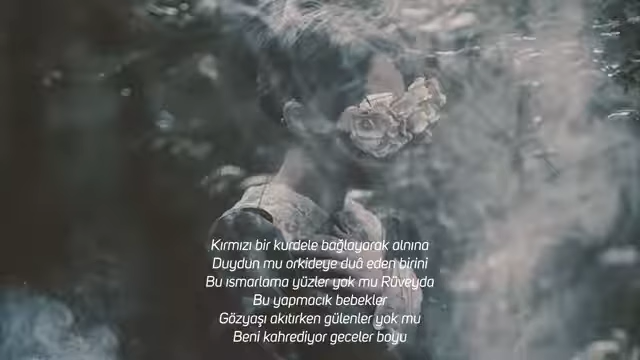 Kırmızı bir kurdele bağlayarak alnına
Duydun mu orkideye duâ eden birini
Bu ısmarlama yüzler yok mu Rüveyda
Bu yapmacık bebekler
Gözyaşı akıtırken gülenler yok mu
Beni kahrediyor geceler boyu